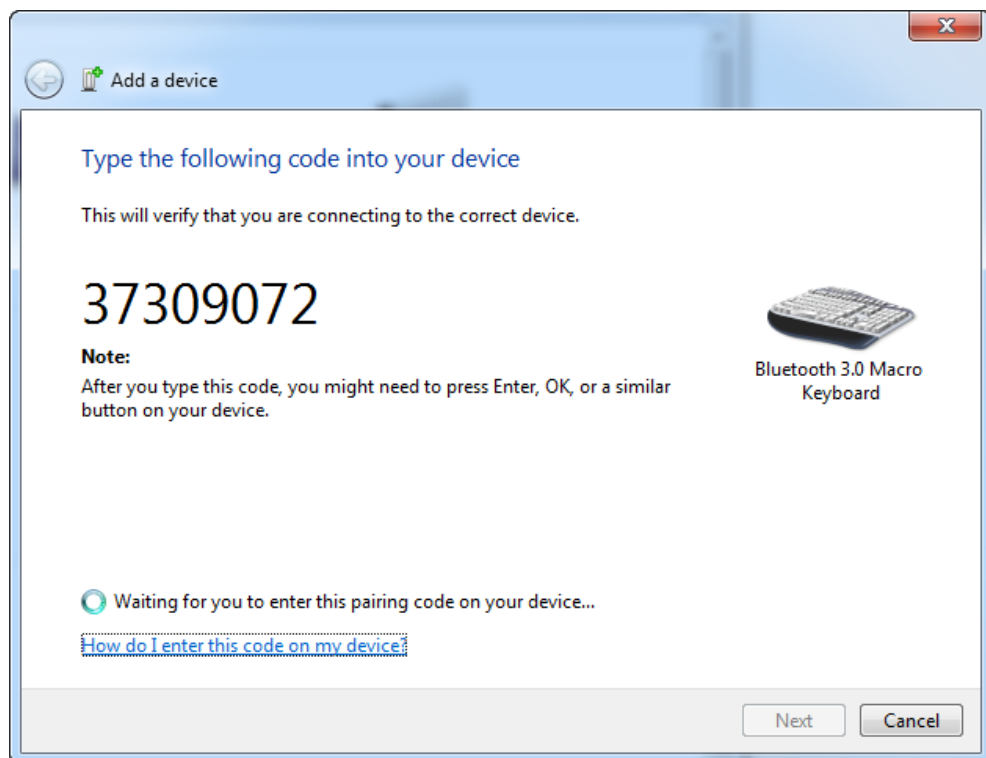 Add a device
Type the following code into your device
This will verify that you are connecting to the correct device.
37309072
Note:
After you type this code, you might need to press Enter, OK, or a similar
button on your device.
Bluetooth 3.0 Macro
Keyboard
Waiting for you to enter this pairing code on your device...
How do I enter this code on my device?
Next
Cancel